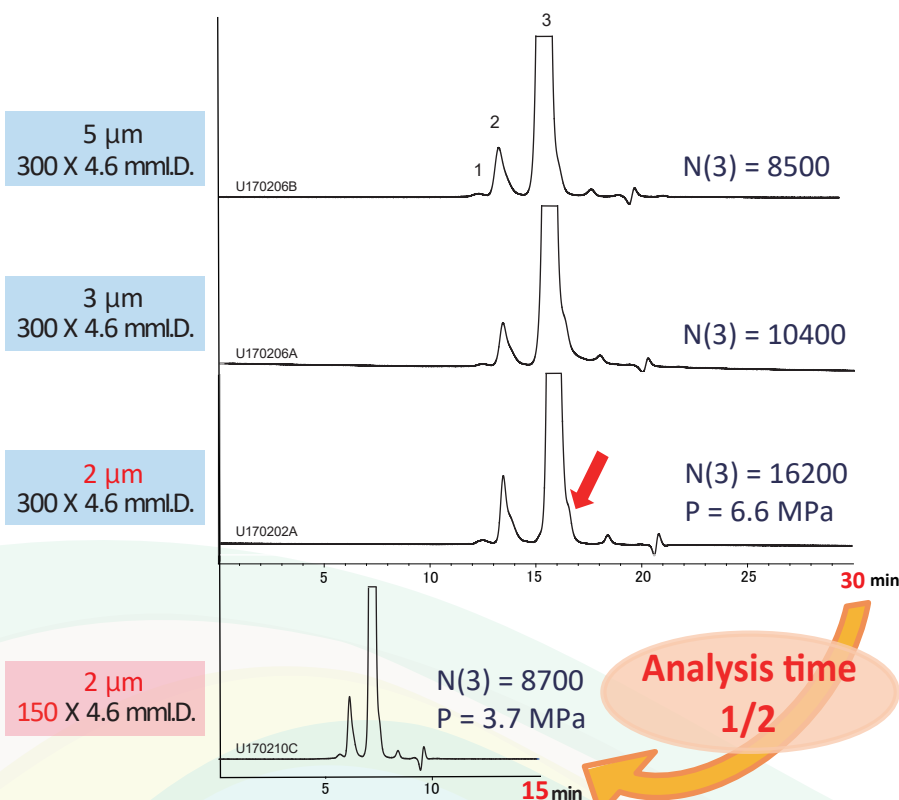 3
2
1
5 µm
300 X 4.6 mmI.D.
N(3) = 8500
U170206B
3 µm
300 X 4.6 mmI.D.
N(3) = 10400
U170206A
2 µm
300 X 4.6 mmI.D.
N(3) = 16200
P = 6.6 MPa
U170202A
5 10 15 20 25 30 min
2 µm
150 X 4.6 mmI.D.
N(3) = 8700
P = 3.7 MPa
Analysis time
1/2
U170210C
5 10 15 min